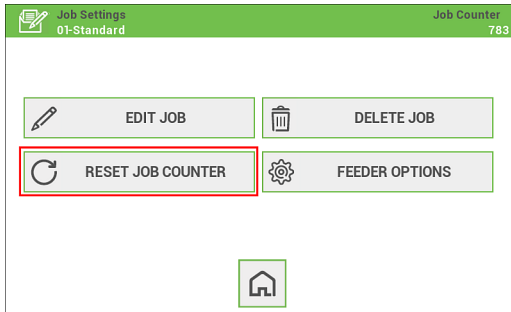 Job Settings
Job Counter
01-Standard
783
EDIT JOB
DELETE JOB
RESET JOB COUNTER
FEEDER OPTIONS